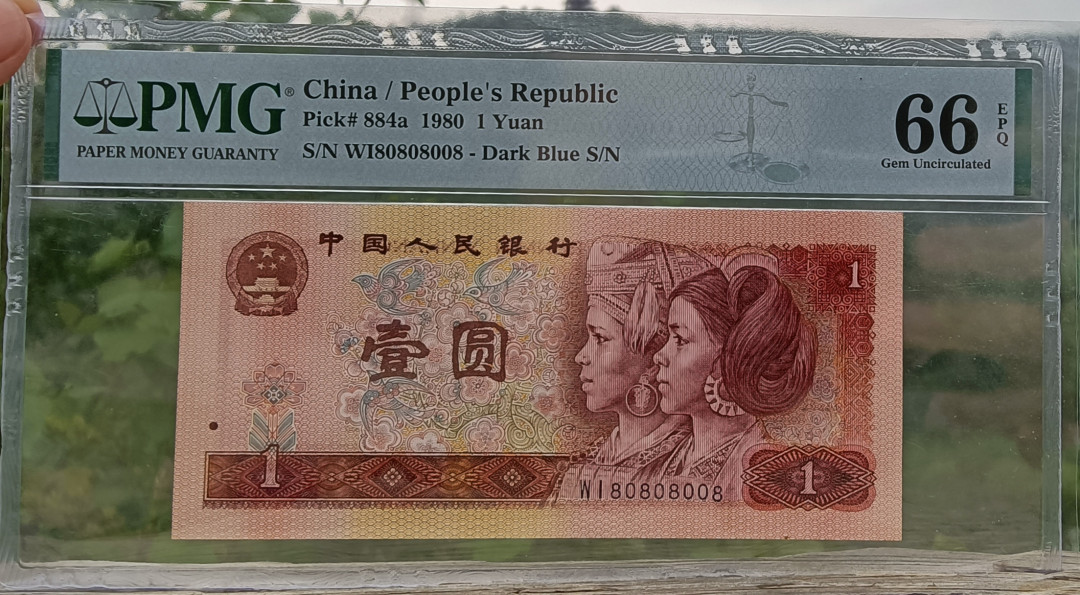 PMG®
PAPER MONEY GUARANTY
China / People's Republic
Pick# 884a 1980 1 Yuan
S/N WI80808008 - Dark Blue S/N
66
EPQ
Gem Uncirculated
中国人民银行
1
壹圆
1
WI80808008
1